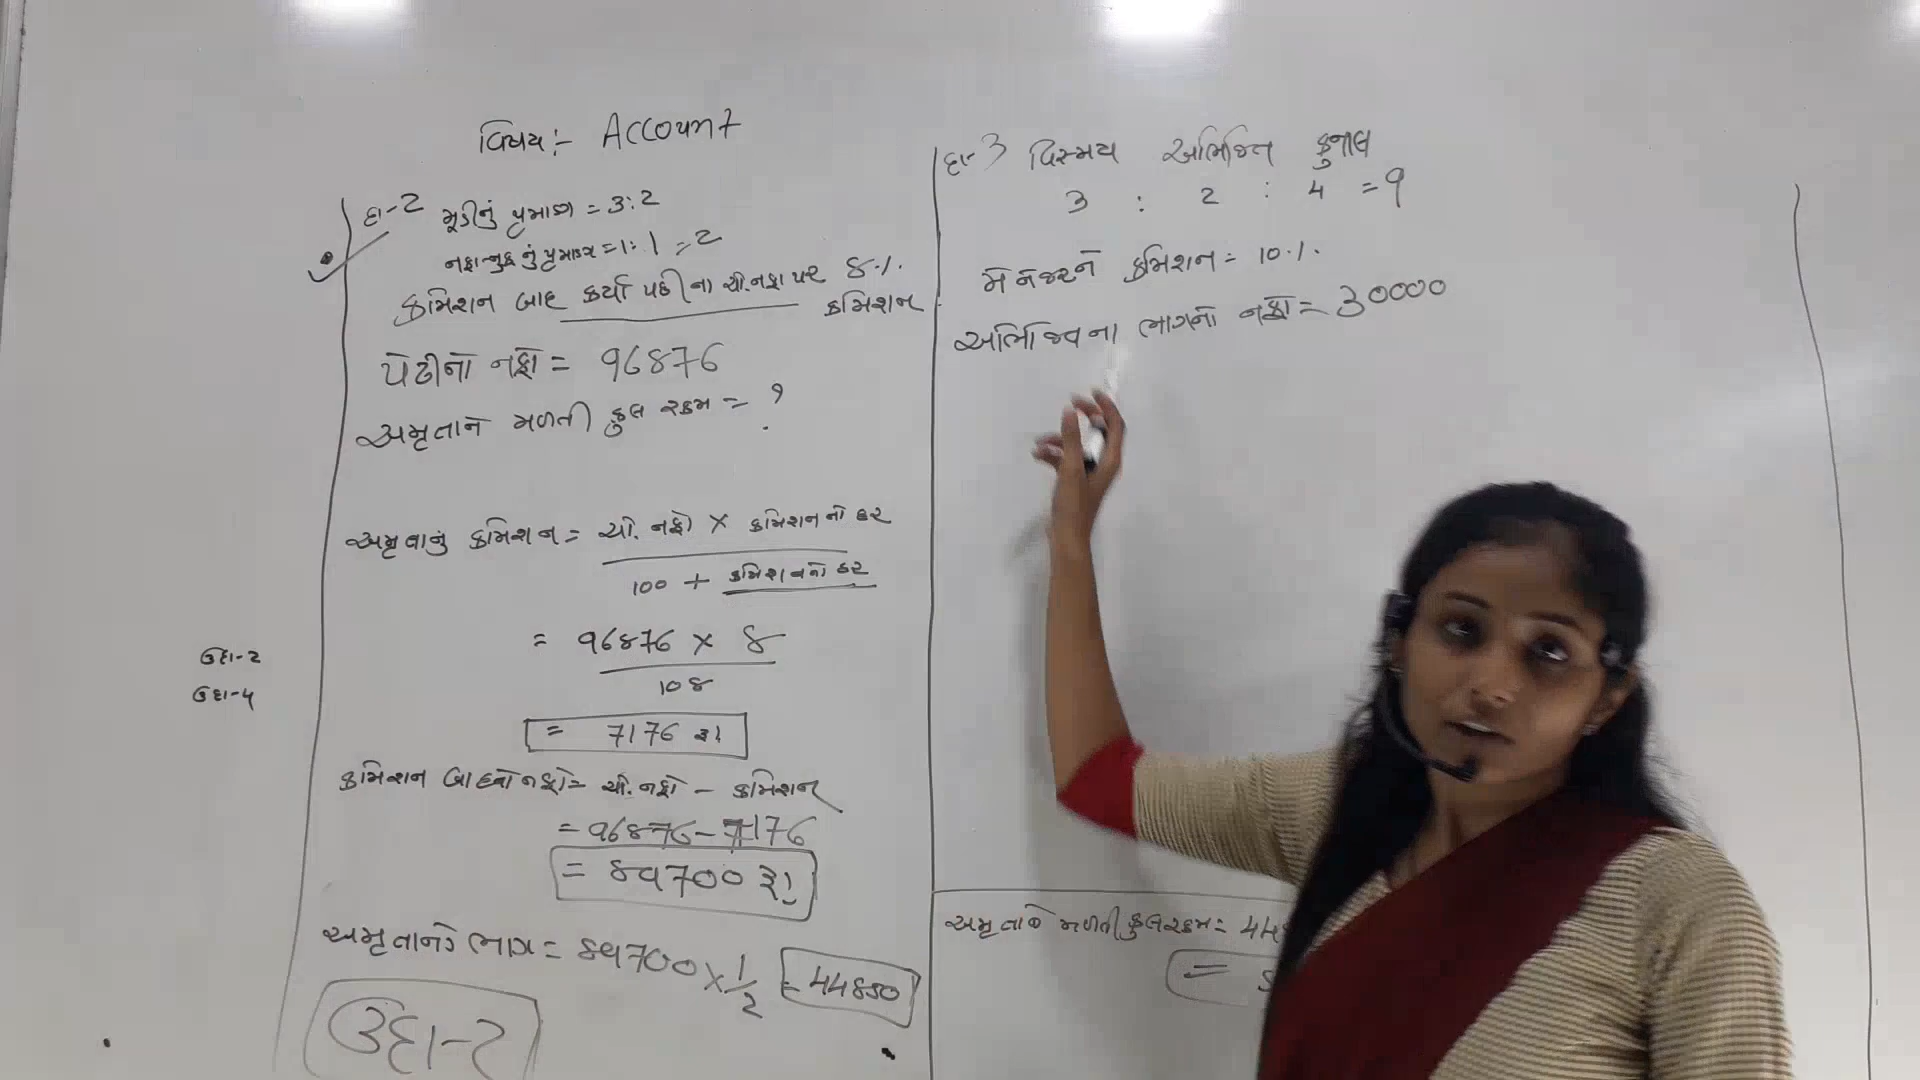 વિષય:- Account
દા-2 મૂડીનું પ્રમાણ = 3:2
નફા-નુક નું પ્રમાણ = 1:1 = 2
કમિશન બાદ કર્યા પછીના ચો.નફા પર 8.%.
કમિશન
પેઢીનો નફો = 96876
અમૃતાને મળતી કુલ રકમ = ?
અમૃતાનું કમિશન = ચો. નફો × કમિશનનો દર
100 + કમિશનનો દર
= 96876 × 8
108
= 7176 રૂા
કમિશન બાદનો નફો = ચો. નફો - કમિશન
= 96876 - 7176
= 89700 રૂા
અમૃતાનો ભાગ = 89700 × 1/2 = 44850
ઉદા-2
ઉદા-2
ઉદા-4
દા-3 વિસ્મય અભિજિત કુનાલ
3 : 2 : 4 = 9
મેનેજરને કમિશન = 10.%.
અભિજિતના ભાગનો નફો = 30000
અમૃતાને મળતી કુલ રકમ = 44
=